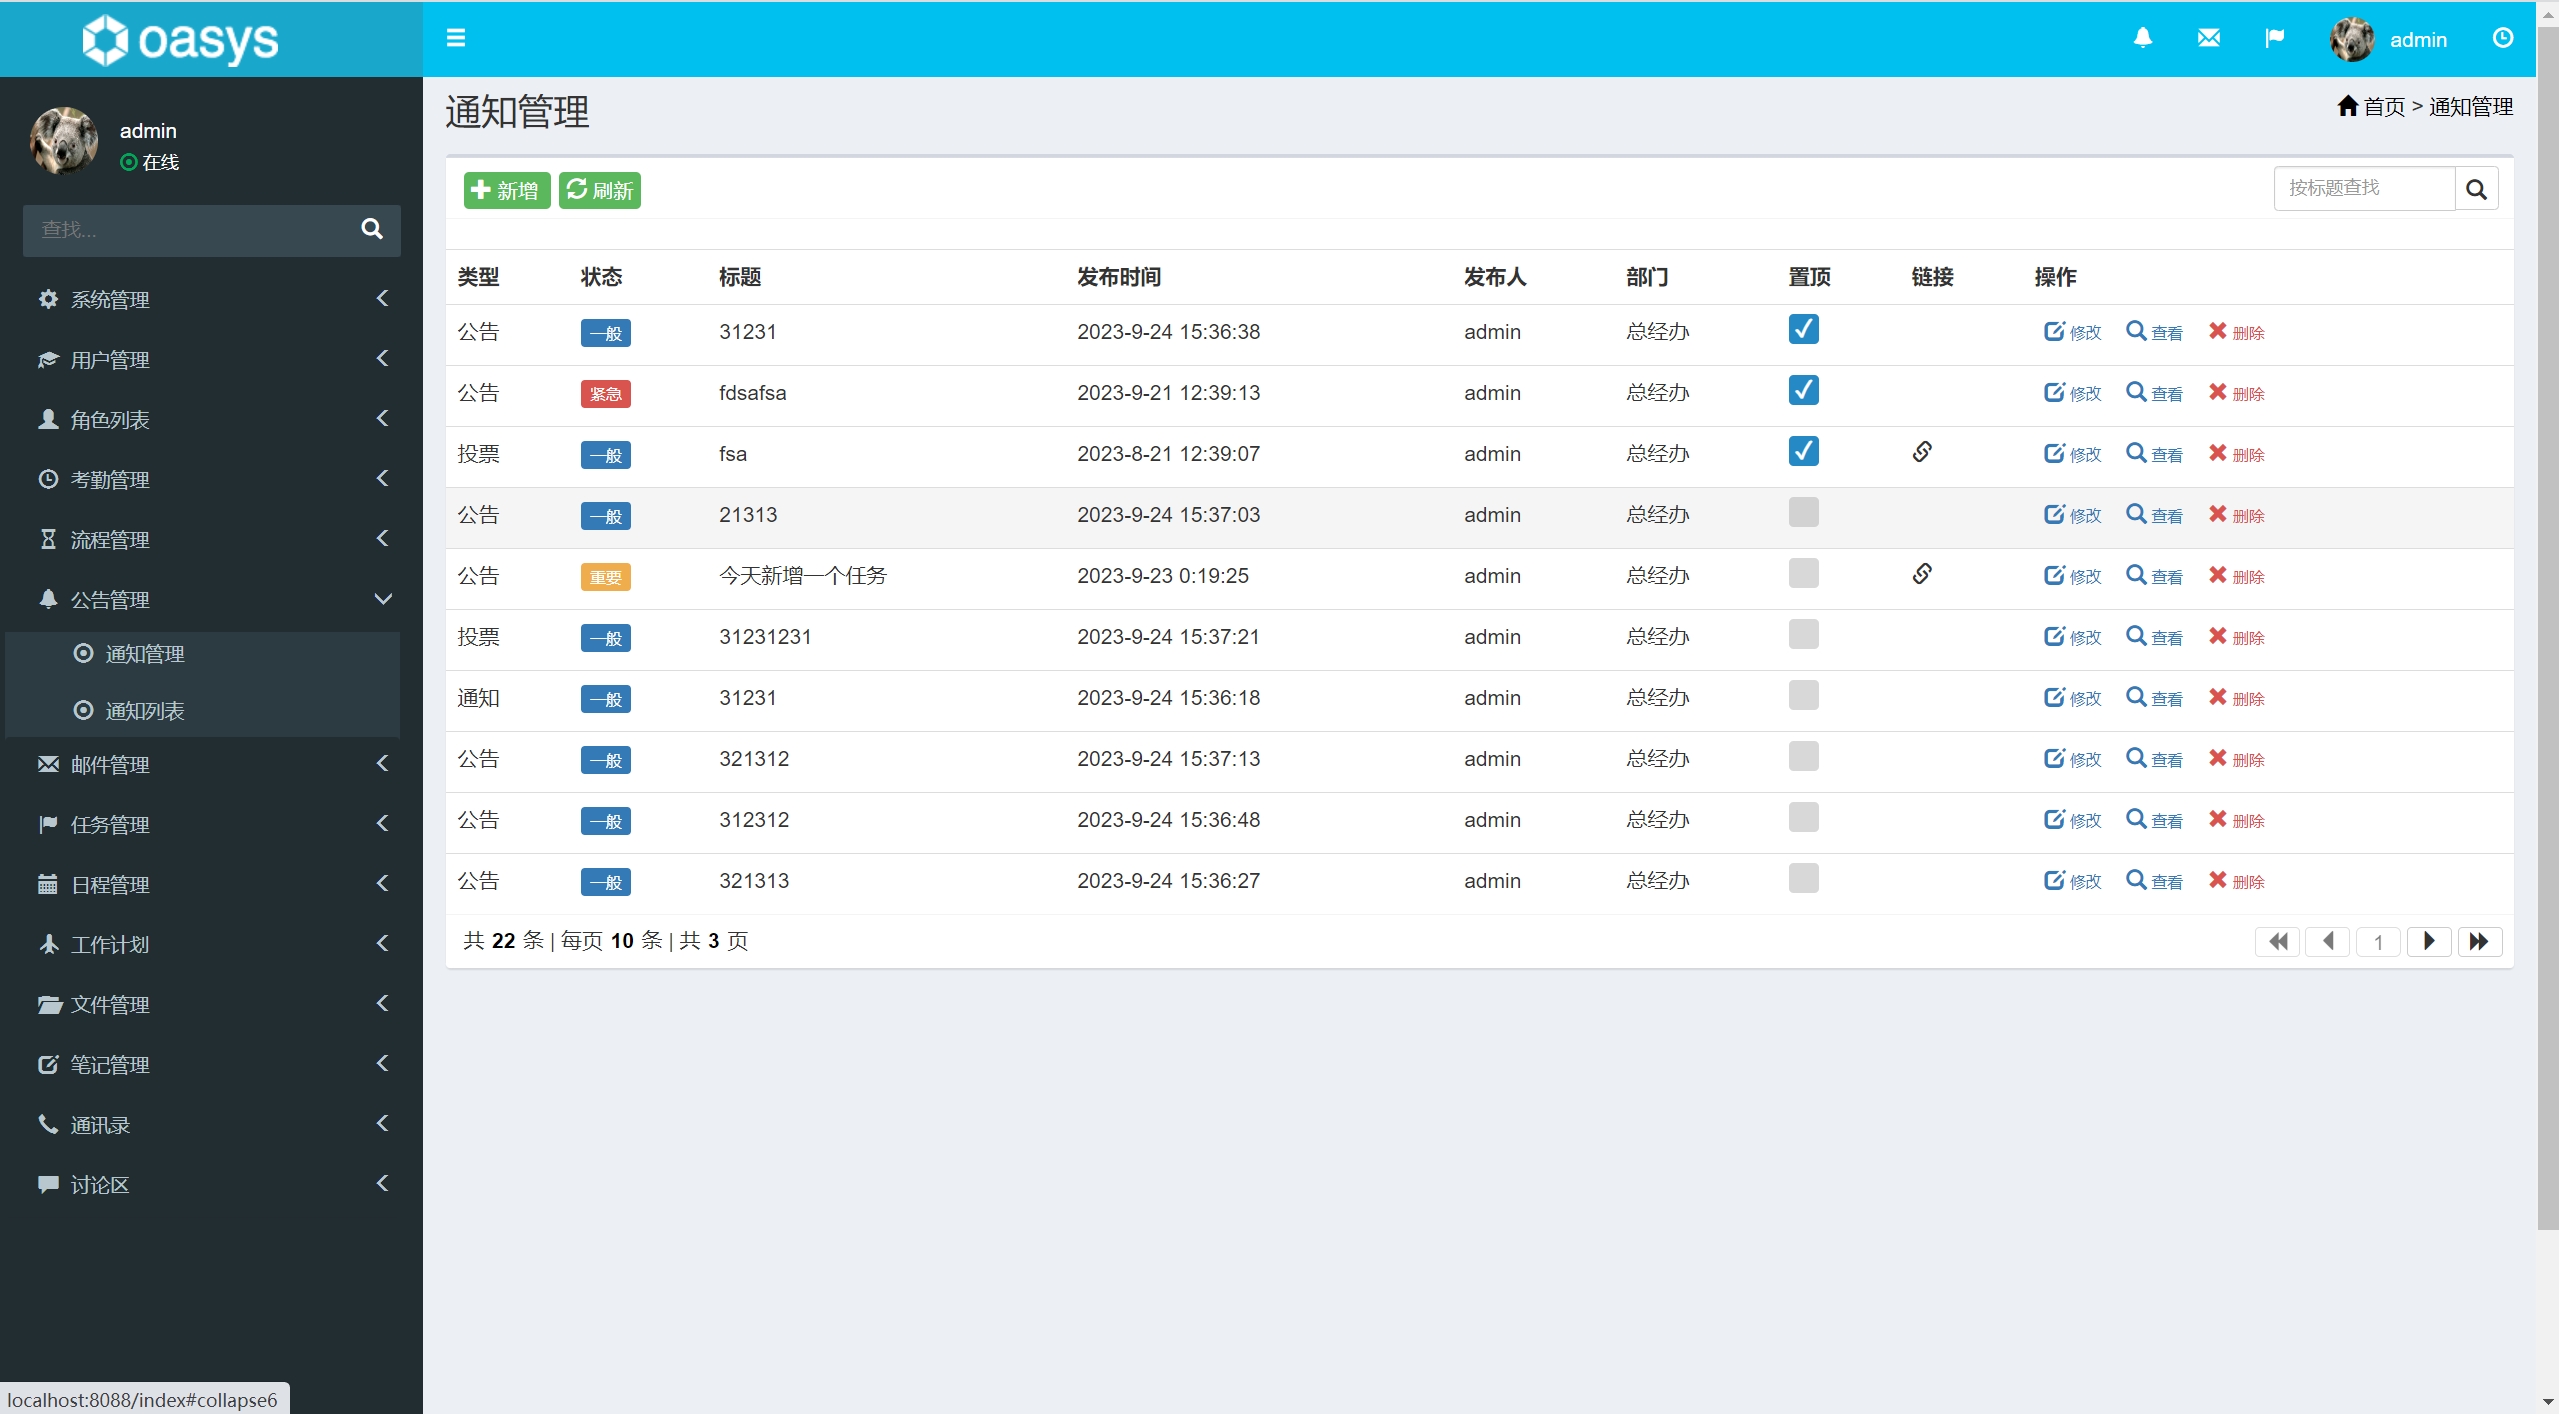 oasys
admin
admin
在线
查找...
系统管理
用户管理
角色列表
考勤管理
流程管理
公告管理
通知管理
通知列表
邮件管理
任务管理
日程管理
工作计划
文件管理
笔记管理
通讯录
讨论区
通知管理
首页 > 通知管理
新增 刷新 按标题查找
类型 状态 标题 发布时间 发布人 部门 置顶 链接 操作
公告 一般 31231 2023-9-24 15:36:38 admin 总经办 修改 查看 删除
公告 紧急 fdsafsa 2023-9-21 12:39:13 admin 总经办 修改 查看 删除
投票 一般 fsa 2023-8-21 12:39:07 admin 总经办 修改 查看 删除
公告 一般 21313 2023-9-24 15:37:03 admin 总经办 修改 查看 删除
公告 重要 今天新增一个任务 2023-9-23 0:19:25 admin 总经办 修改 查看 删除
投票 一般 31231231 2023-9-24 15:37:21 admin 总经办 修改 查看 删除
通知 一般 31231 2023-9-24 15:36:18 admin 总经办 修改 查看 删除
公告 一般 321312 2023-9-24 15:37:13 admin 总经办 修改 查看 删除
公告 一般 312312 2023-9-24 15:36:48 admin 总经办 修改 查看 删除
公告 一般 321313 2023-9-24 15:36:27 admin 总经办 修改 查看 删除
共 22 条 | 每页 10 条 | 共 3 页 1
localhost:8088/index#collapse6